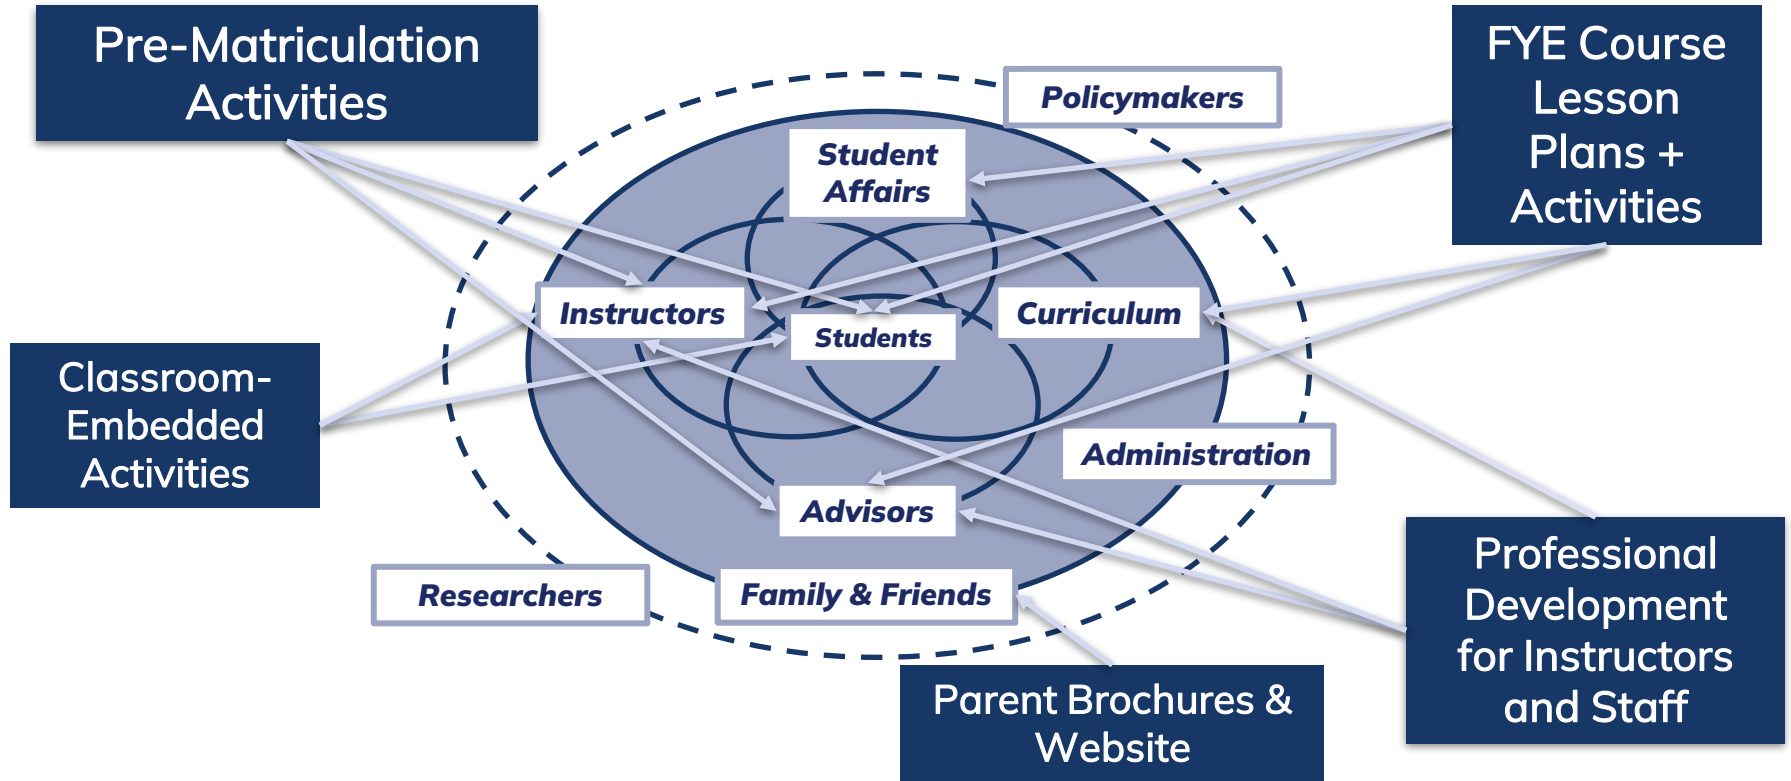 Pre-Matriculation
Activities
FYE Course
Lesson
Plans +
Activities
Policymakers
Student
Affairs
Instructors
Students
Curriculum
Classroom-
Embedded
Activities
Administration
Advisors
Researchers
Family & Friends
Professional
Development
for Instructors
and Staff
Parent Brochures &
Website